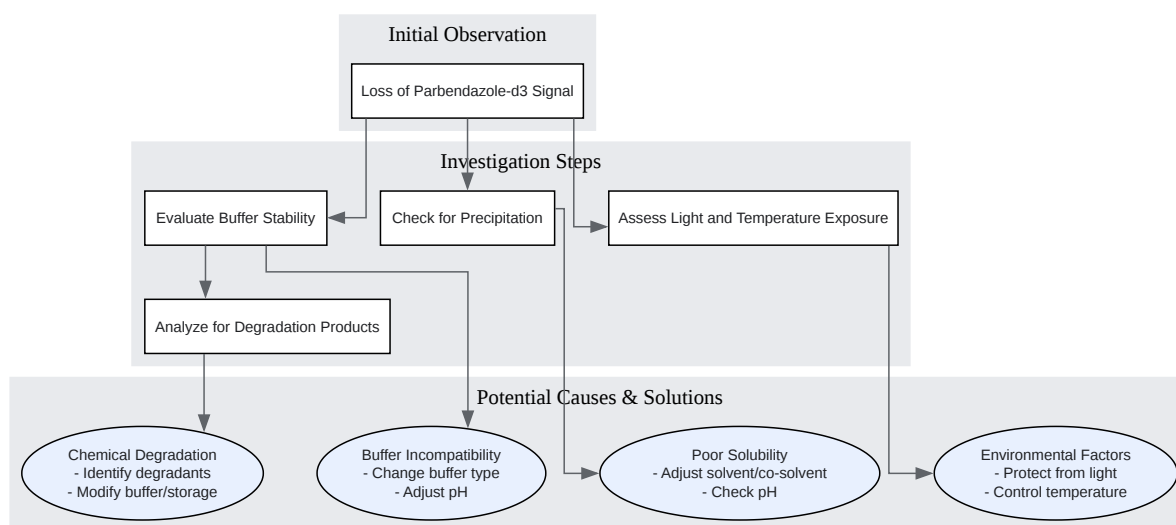 Initial Observation
Loss of Parbendazole-d3 Signal
Investigation Steps
Evaluate Buffer Stability
Check for Precipitation
Assess Light and Temperature Exposure
Analyze for Degradation Products
Potential Causes & Solutions
Chemical Degradation
- Identify degradants
- Modify buffer/storage
Buffer Incompatibility
- Change buffer type
- Adjust pH
Poor Solubility
- Adjust solvent/co-solvent
- Check pH
Environmental Factors
- Protect from light
- Control temperature